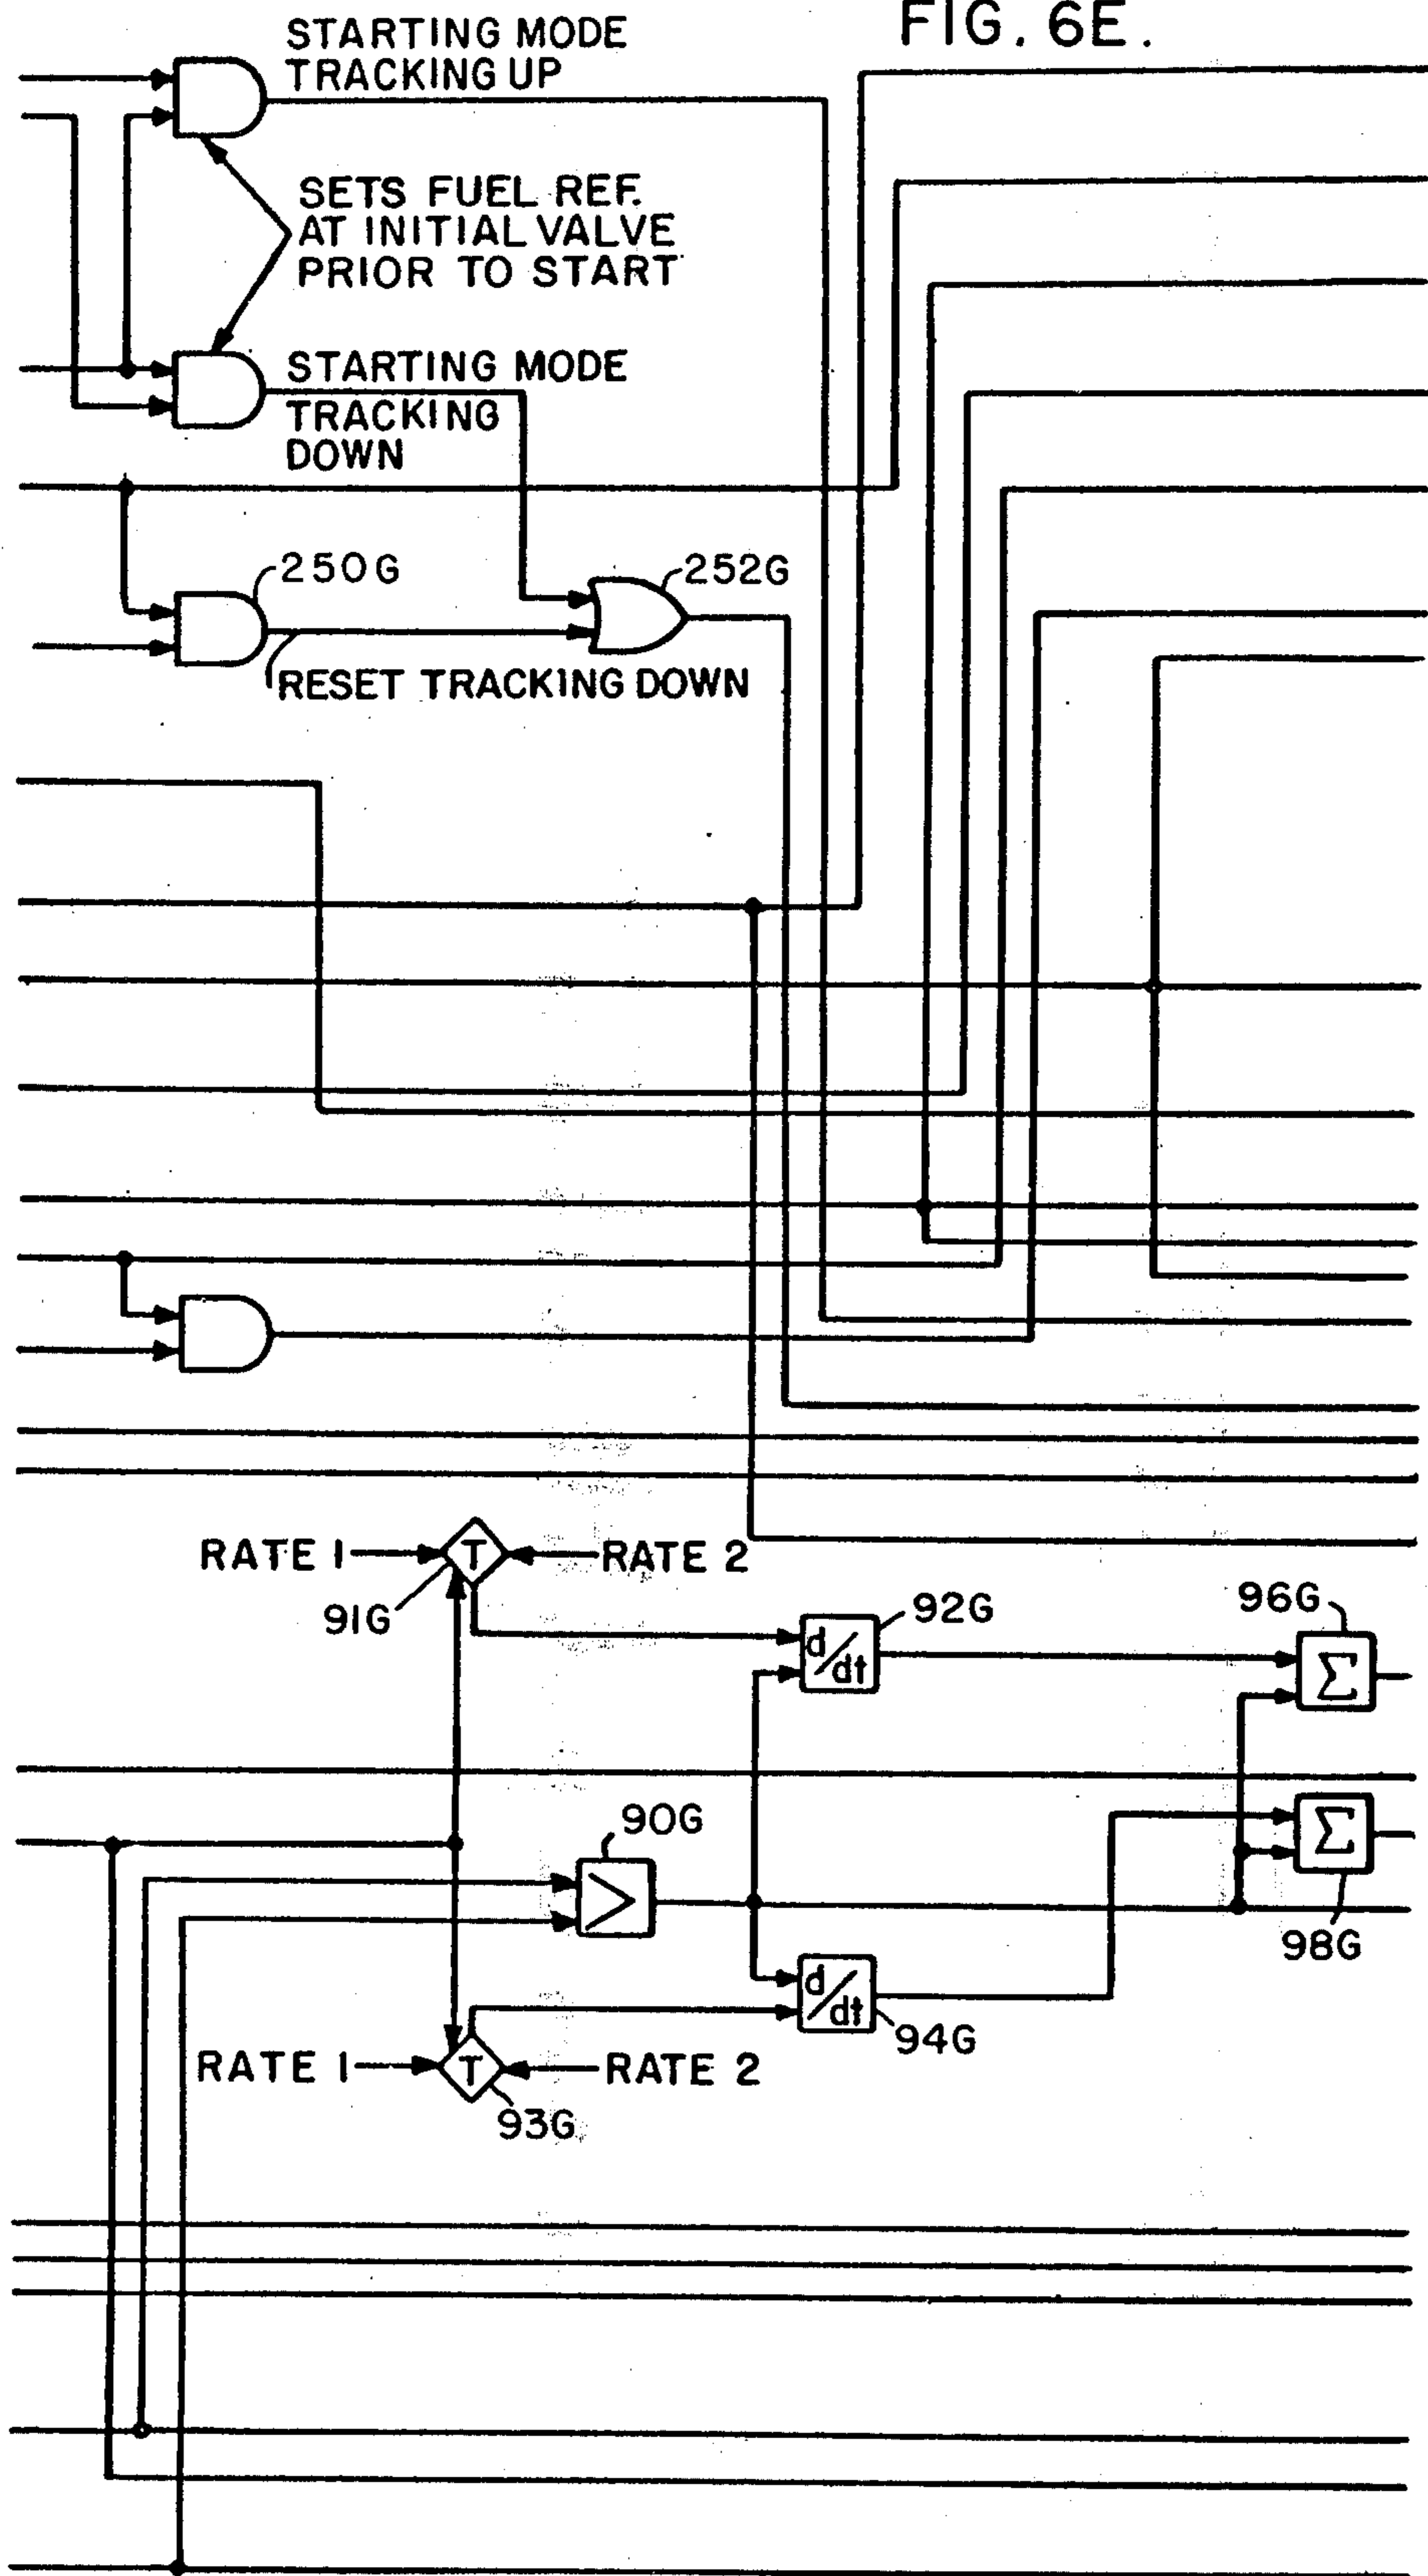 FIG. 6E.
STARTING MODE
TRACKING UP
SETS FUEL REF.
AT INITIAL VALVE
PRIOR TO START
STARTING MODE
TRACKING
DOWN
250G
252G
RESET TRACKING DOWN
RATE 1
T
RATE 2
91G
92G
d/dt
96G
Σ
90G
>
Σ
98G
d/dt
94G
RATE 1
T
RATE 2
93G